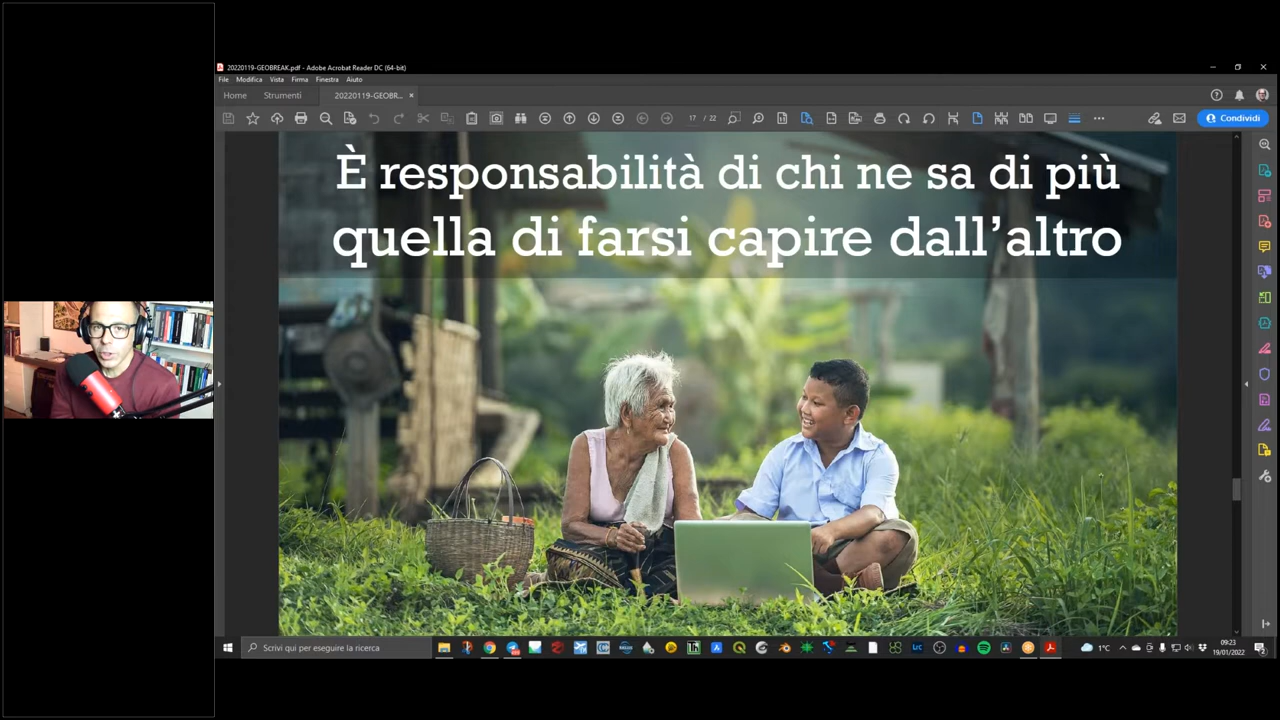 20220119-GEOBREAK.pdf - Adobe Acrobat Reader DC (64-bit)
File Modifica Vista Firma Finestra Aiuto
Home Strumenti 20220119-GEOBR... ×
17 / 22
Condividi
È responsabilità di chi ne sa di più
quella di farsi capire dall’altro
Scrivi qui per eseguire la ricerca
1°C
09:23
19/01/2022